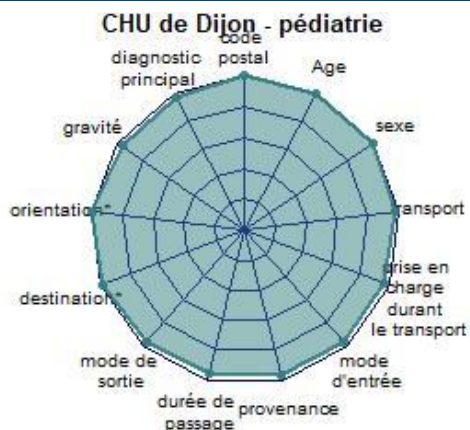 CHU de Dijon - pédiatrie
code
postal
Age
sexe
transport
prise en
charge
durant
le transport
mode
d'entrée
provenance
durée de
passage
mode de
sortie
destination*
orientation*
gravité
diagnostic
principal